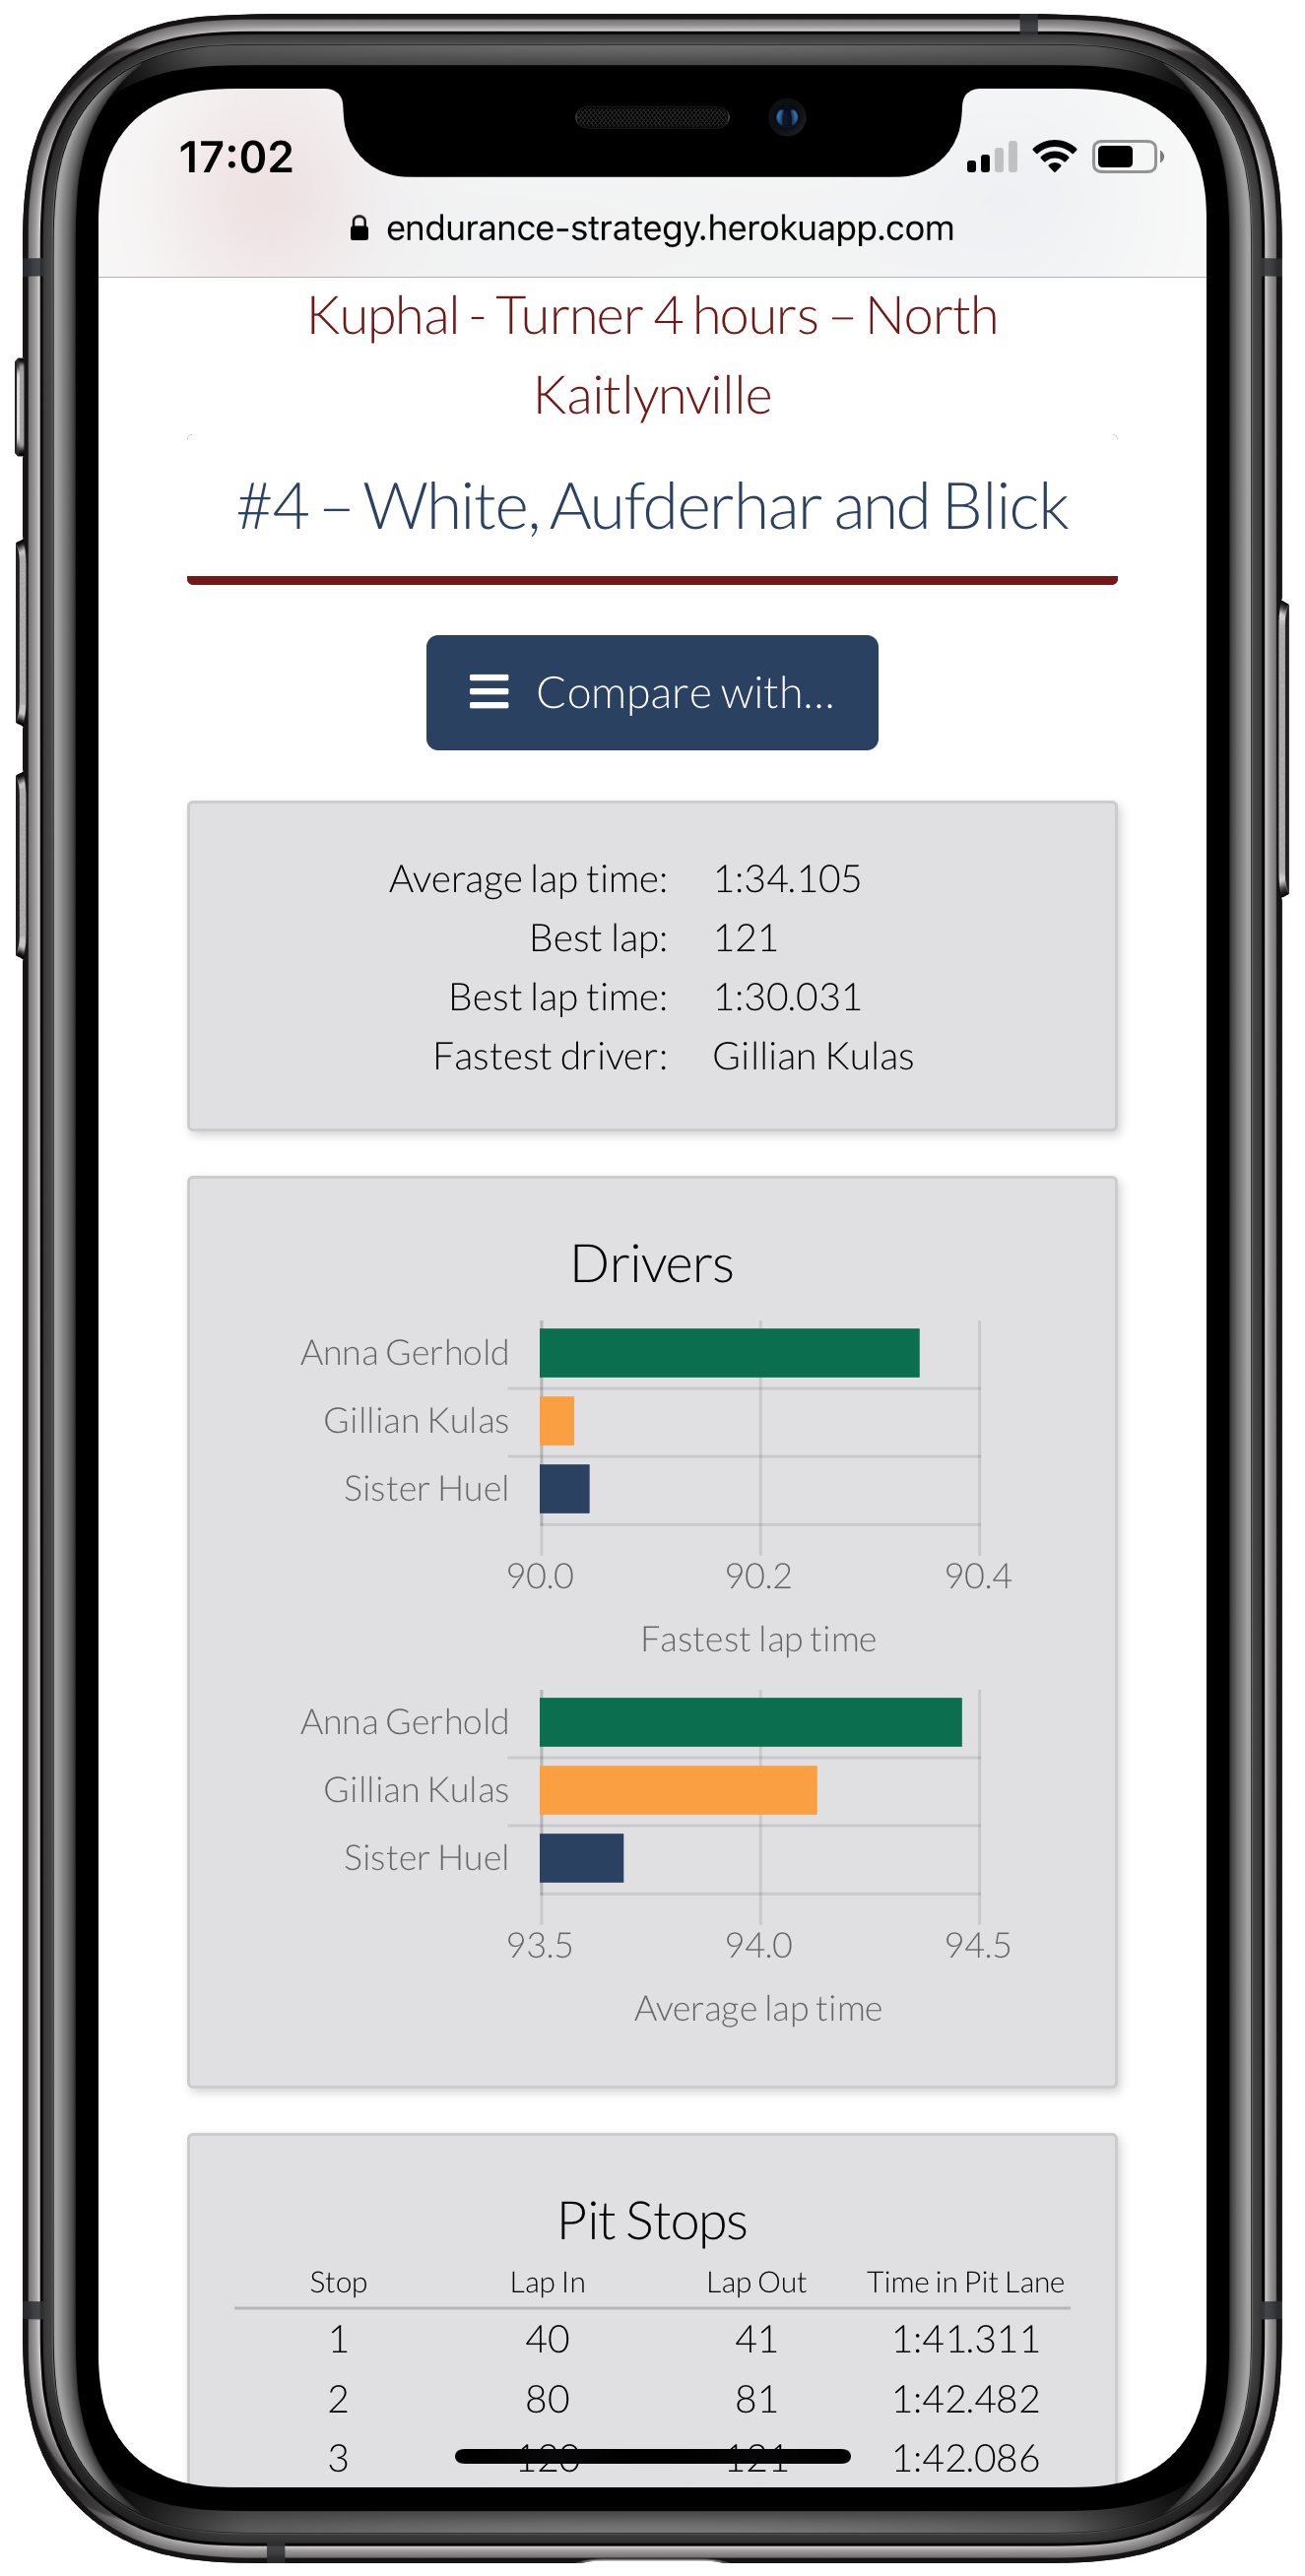 17:02
endurance-strategy.herokuapp.com
Kuphal - Turner 4 hours – North
Kaitlynville
#4 – White, Aufderhar and Blick
Compare with...
Average lap time: 1:34.105
Best lap: 121
Best lap time: 1:30.031
Fastest driver: Gillian Kulas
Drivers
Anna Gerhold
Gillian Kulas
Sister Huel
90.0 90.2 90.4
Fastest lap time
Anna Gerhold
Gillian Kulas
Sister Huel
93.5 94.0 94.5
Average lap time
Pit Stops
Stop Lap In Lap Out Time in Pit Lane
1 40 41 1:41.311
2 80 81 1:42.482
3 120 121 1:42.086